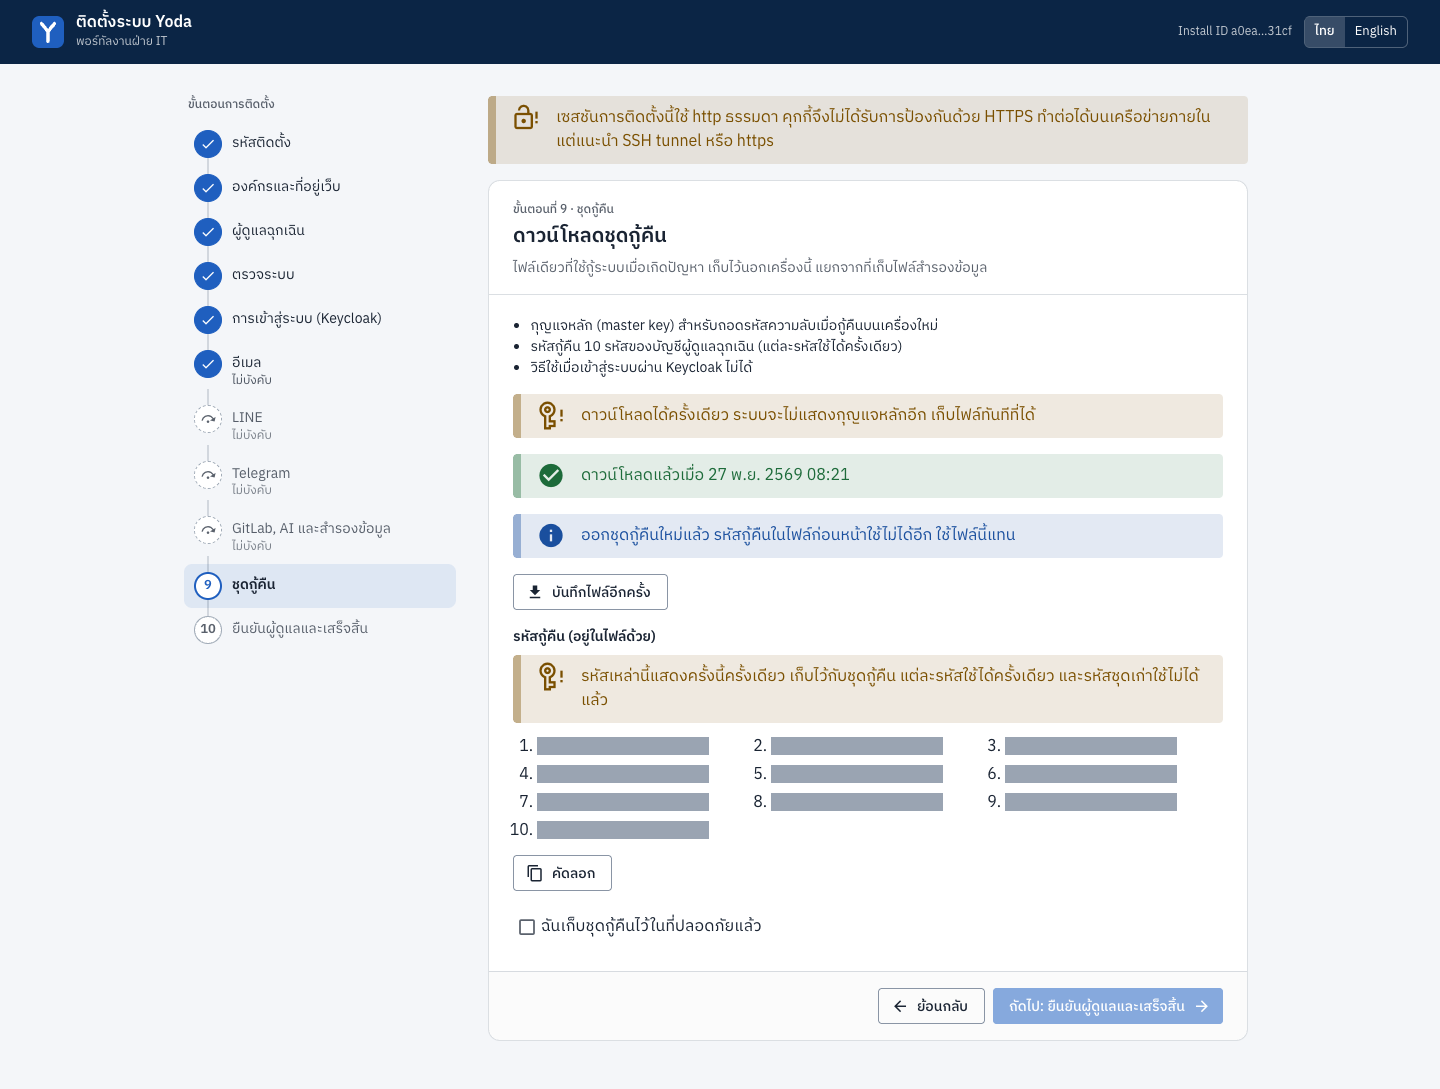 ติดตั้งระบบ Yoda
พอร์ทัลงานฝ่าย IT
Install ID a0ea...31cf
ไทย
English
ขั้นตอนการติดตั้ง
รหัสติดตั้ง
องค์กรและที่อยู่เว็บ
ผู้ดูแลฉุกเฉิน
ตรวจระบบ
การเข้าสู่ระบบ (Keycloak)
อีเมล
ไม่บังคับ
LINE
ไม่บังคับ
Telegram
ไม่บังคับ
GitLab, AI และสำรองข้อมูล
ไม่บังคับ
9
ชุดกู้คืน
10
ยืนยันผู้ดูแลและเสร็จสิ้น
เซสชันการติดตั้งนี้ใช้ http ธรรมดา คุกกี้จึงไม่ได้รับการป้องกันด้วย HTTPS ทำต่อได้บนเครือข่ายภายใน
แต่แนะนำ SSH tunnel หรือ https
ขั้นตอนที่ 9 · ชุดกู้คืน
ดาวน์โหลดชุดกู้คืน
ไฟล์เดียวที่ใช้กู้ระบบเมื่อเกิดปัญหา เก็บไว้นอกเครื่องนี้ แยกจากที่เก็บไฟล์สำรองข้อมูล
กุญแจหลัก (master key) สำหรับถอดรหัสความลับเมื่อกู้คืนบนเครื่องใหม่
รหัสกู้คืน 10 รหัสของบัญชีผู้ดูแลฉุกเฉิน (แต่ละรหัสใช้ได้ครั้งเดียว)
วิธีใช้เมื่อเข้าสู่ระบบผ่าน Keycloak ไม่ได้
ดาวน์โหลดได้ครั้งเดียว ระบบจะไม่แสดงกุญแจหลักอีก เก็บไฟล์ทันทีที่ได้
ดาวน์โหลดแล้วเมื่อ 27 พ.ย. 2569 08:21
ออกชุดกู้คืนใหม่แล้ว รหัสกู้คืนในไฟล์ก่อนหน้าใช้ไม่ได้อีก ใช้ไฟล์นี้แทน
บันทึกไฟล์อีกครั้ง
รหัสกู้คืน (อยู่ในไฟล์ด้วย)
รหัสเหล่านี้แสดงครั้งนี้ครั้งเดียว เก็บไว้กับชุดกู้คืน แต่ละรหัสใช้ได้ครั้งเดียว และรหัสชุดเก่าใช้ไม่ได้
แล้ว
1. 2. 3.
4. 5. 6.
7. 8. 9.
10.
คัดลอก
ฉันเก็บชุดกู้คืนไว้ในที่ปลอดภัยแล้ว
ย้อนกลับ
ถัดไป: ยืนยันผู้ดูแลและเสร็จสิ้น